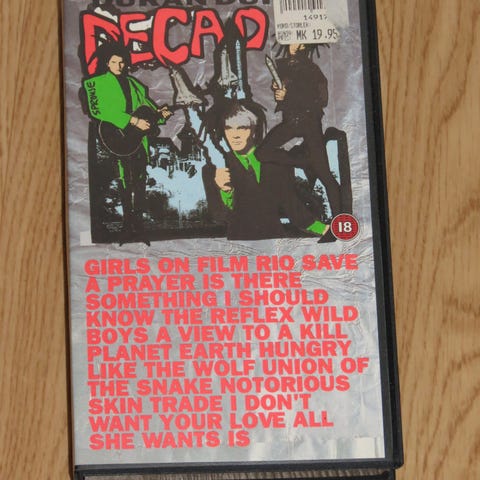 DECAD
1491
MK 19.95
SPROUSE
18
GIRLS ON FILM RIO SAVE
A PRAYER IS THERE
SOMETHING I SHOULD
KNOW THE REFLEX WILD
BOYS A VIEW TO A KILL
PLANET EARTH HUNGRY
LIKE THE WOLF UNION OF
THE SNAKE NOTORIOUS
SKIN TRADE I DON'T
WANT YOUR LOVE ALL
SHE WANTS IS